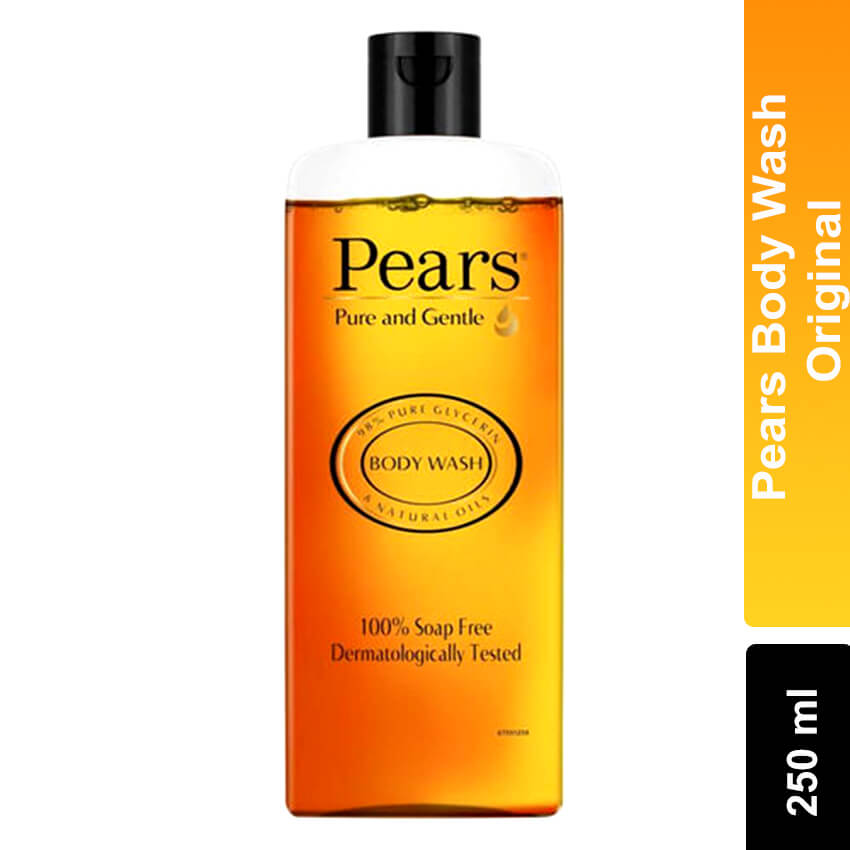 Pears®
Pure and Gentle
98% PURE GLYCERIN
BODY WASH
& NATURAL OILS
100% Soap Free
Dermatologically Tested
Pears Body Wash
Original
250 ml